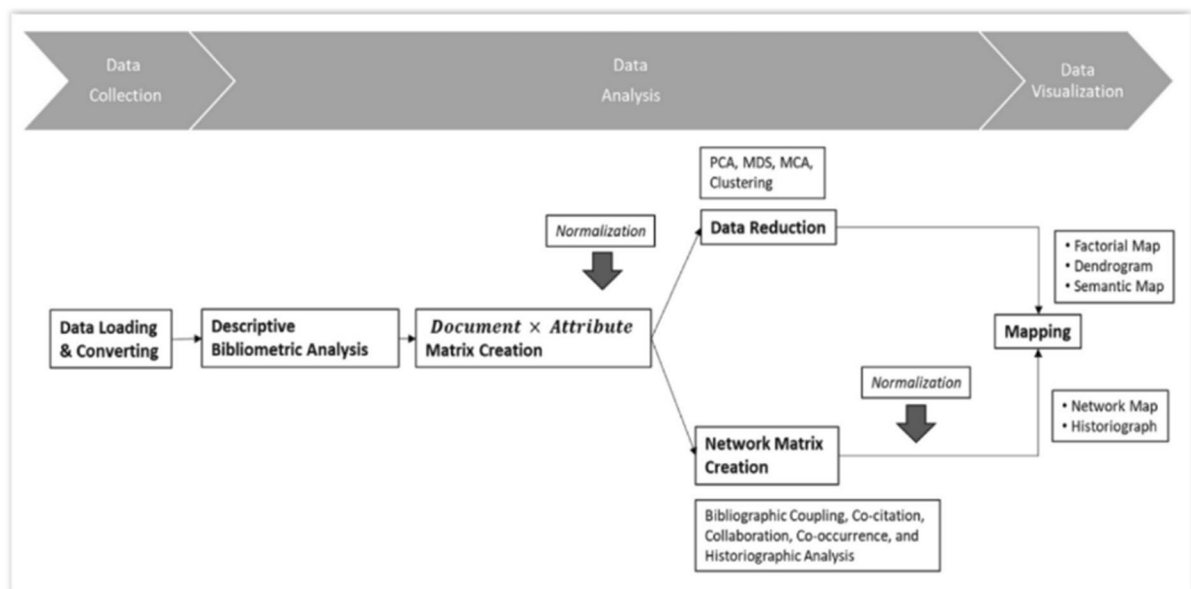 Data
Collection
Data
Analysis
Data
Visualization
PCA, MDS, MCA,
Clustering
Normalization
Data Reduction
• Factorial Map
• Dendrogram
• Semantic Map
Data Loading
& Converting
Descriptive
Bibliometric Analysis
Document × Attribute
Matrix Creation
Mapping
Normalization
• Network Map
• Historiograph
Network Matrix
Creation
Bibliographic Coupling, Co-citation,
Collaboration, Co-occurrence, and
Historiographic Analysis